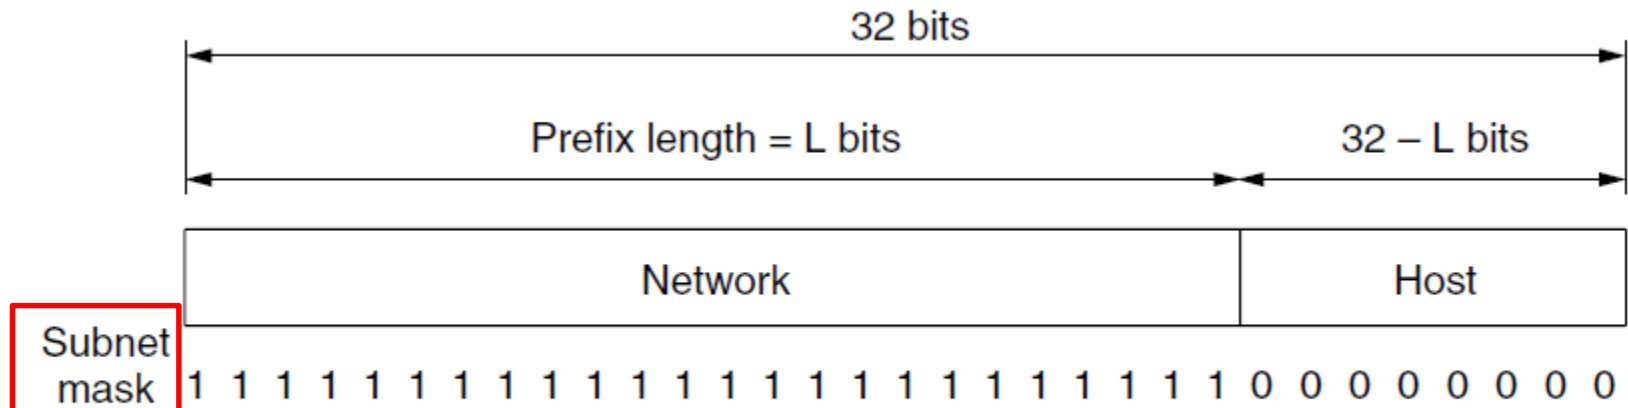 32 bits
Prefix length = L bits
32 – L bits
Network
Host
Subnet
mask
1 1 1 1 1 1 1 1 1 1 1 1 1 1 1 1 1 1 1 1 1 1 1 1 0 0 0 0 0 0 0 0